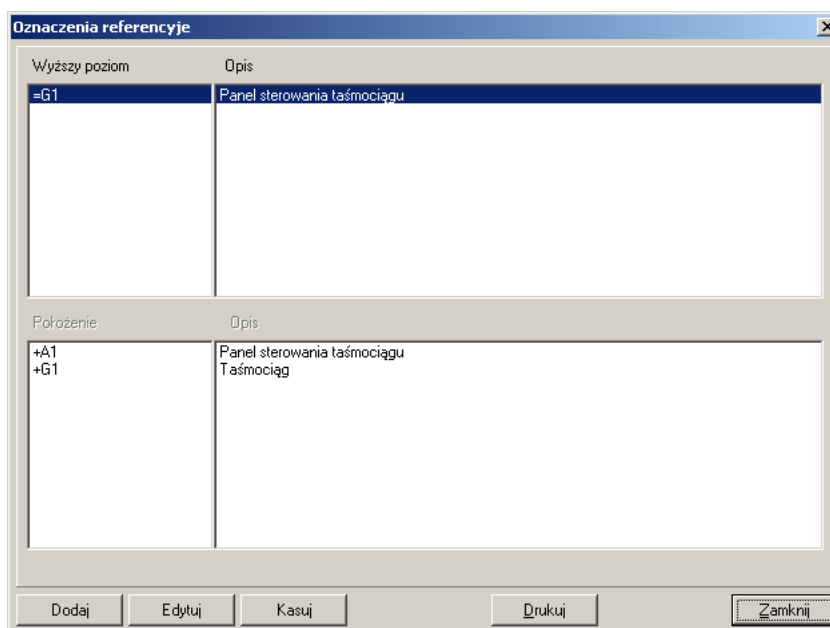 Oznaczenia referencyje
Wyższy poziom Opis
=G1 Panel sterowania taśmociągu
Położenie Opis
+A1 Panel sterowania taśmociągu
+G1 Taśmociąg
Dodaj Edytuj Kasuj Drukuj Zamknij